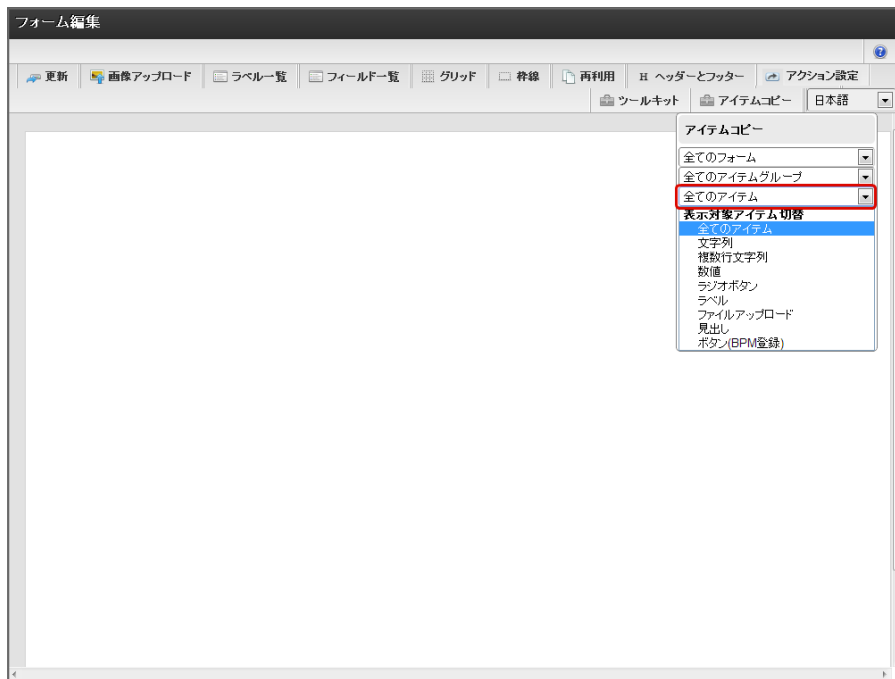 フォーム編集
更新 画像アップロード ラベル一覧 フィールド一覧 グリッド 枠線 再利用 H ヘッダーとフッター アクション設定
ツールキット アイテムコピー 日本語
アイテムコピー
全てのフォーム
全てのアイテムグループ
全てのアイテム
表示対象アイテム切替
全てのアイテム
文字列
複数行文字列
数値
ラジオボタン
ラベル
ファイルアップロード
見出し
ボタン(BPM登録)